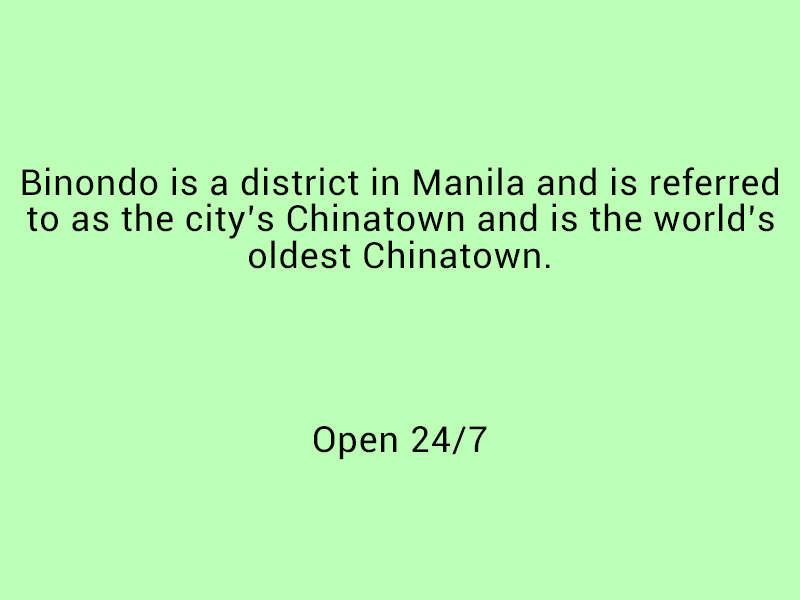 Binondo is a district in Manila and is referred
to as the city's Chinatown and is the world's
oldest Chinatown.
Open 24/7